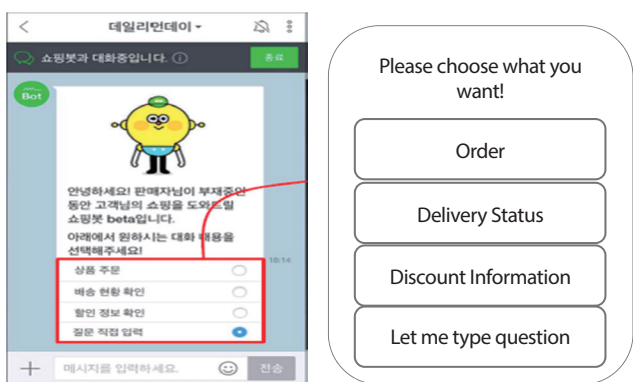 데일리먼데이
쇼핑봇과 대화중입니다.
종료
Bot
안녕하세요! 판매자님이 부재중인
동안 고객님의 쇼핑을 도와드릴
쇼핑봇 beta입니다.
아래에서 원하시는 대화 내용을
선택해주세요!
10:14
상품 주문
배송 현황 확인
할인 정보 확인
질문 직접 입력
메시지를 입력하세요.
전송
Please choose what you
want!
Order
Delivery Status
Discount Information
Let me type question